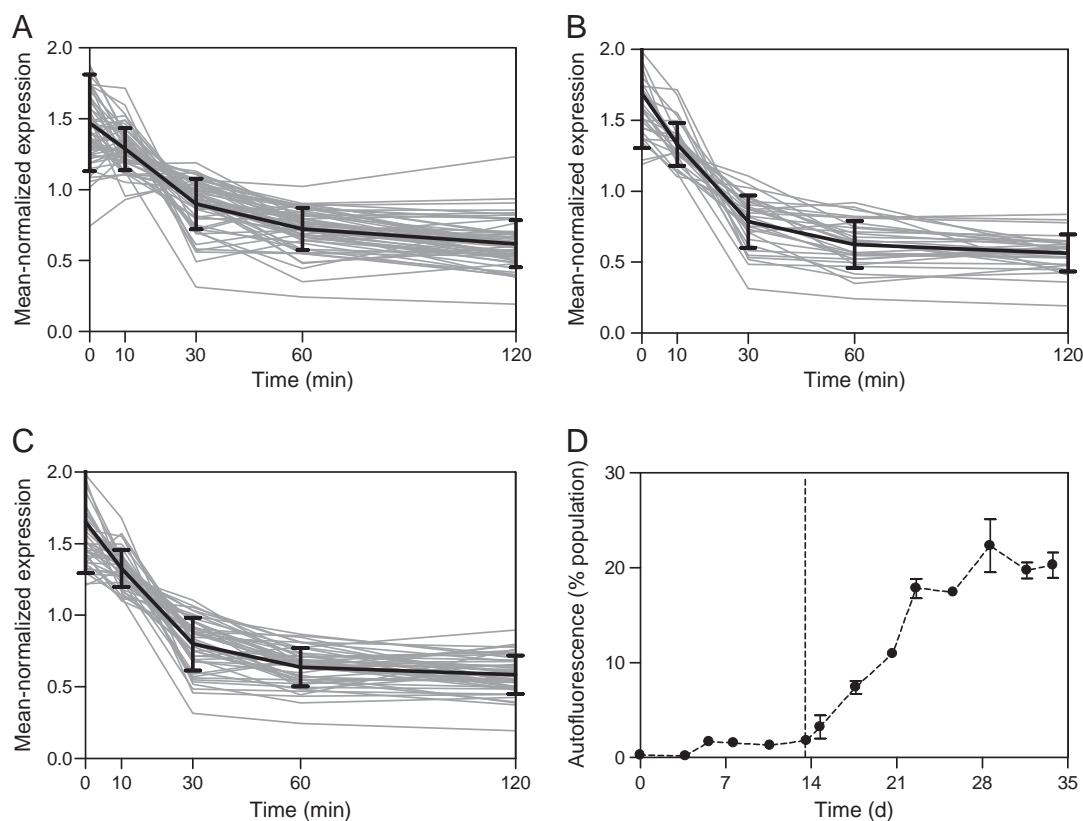 A
B
Mean-normalized expression
2.0
1.5
1.0
0.5
0.0
0 10 30 60 120
Time (min)
Mean-normalized expression
2.0
1.5
1.0
0.5
0.0
0 10 30 60 120
Time (min)
C
D
Mean-normalized expression
2.0
1.5
1.0
0.5
0.0
0 10 30 60 120
Time (min)
Autofluorescence (% population)
30
20
10
0
0 7 14 21 28 35
Time (d)